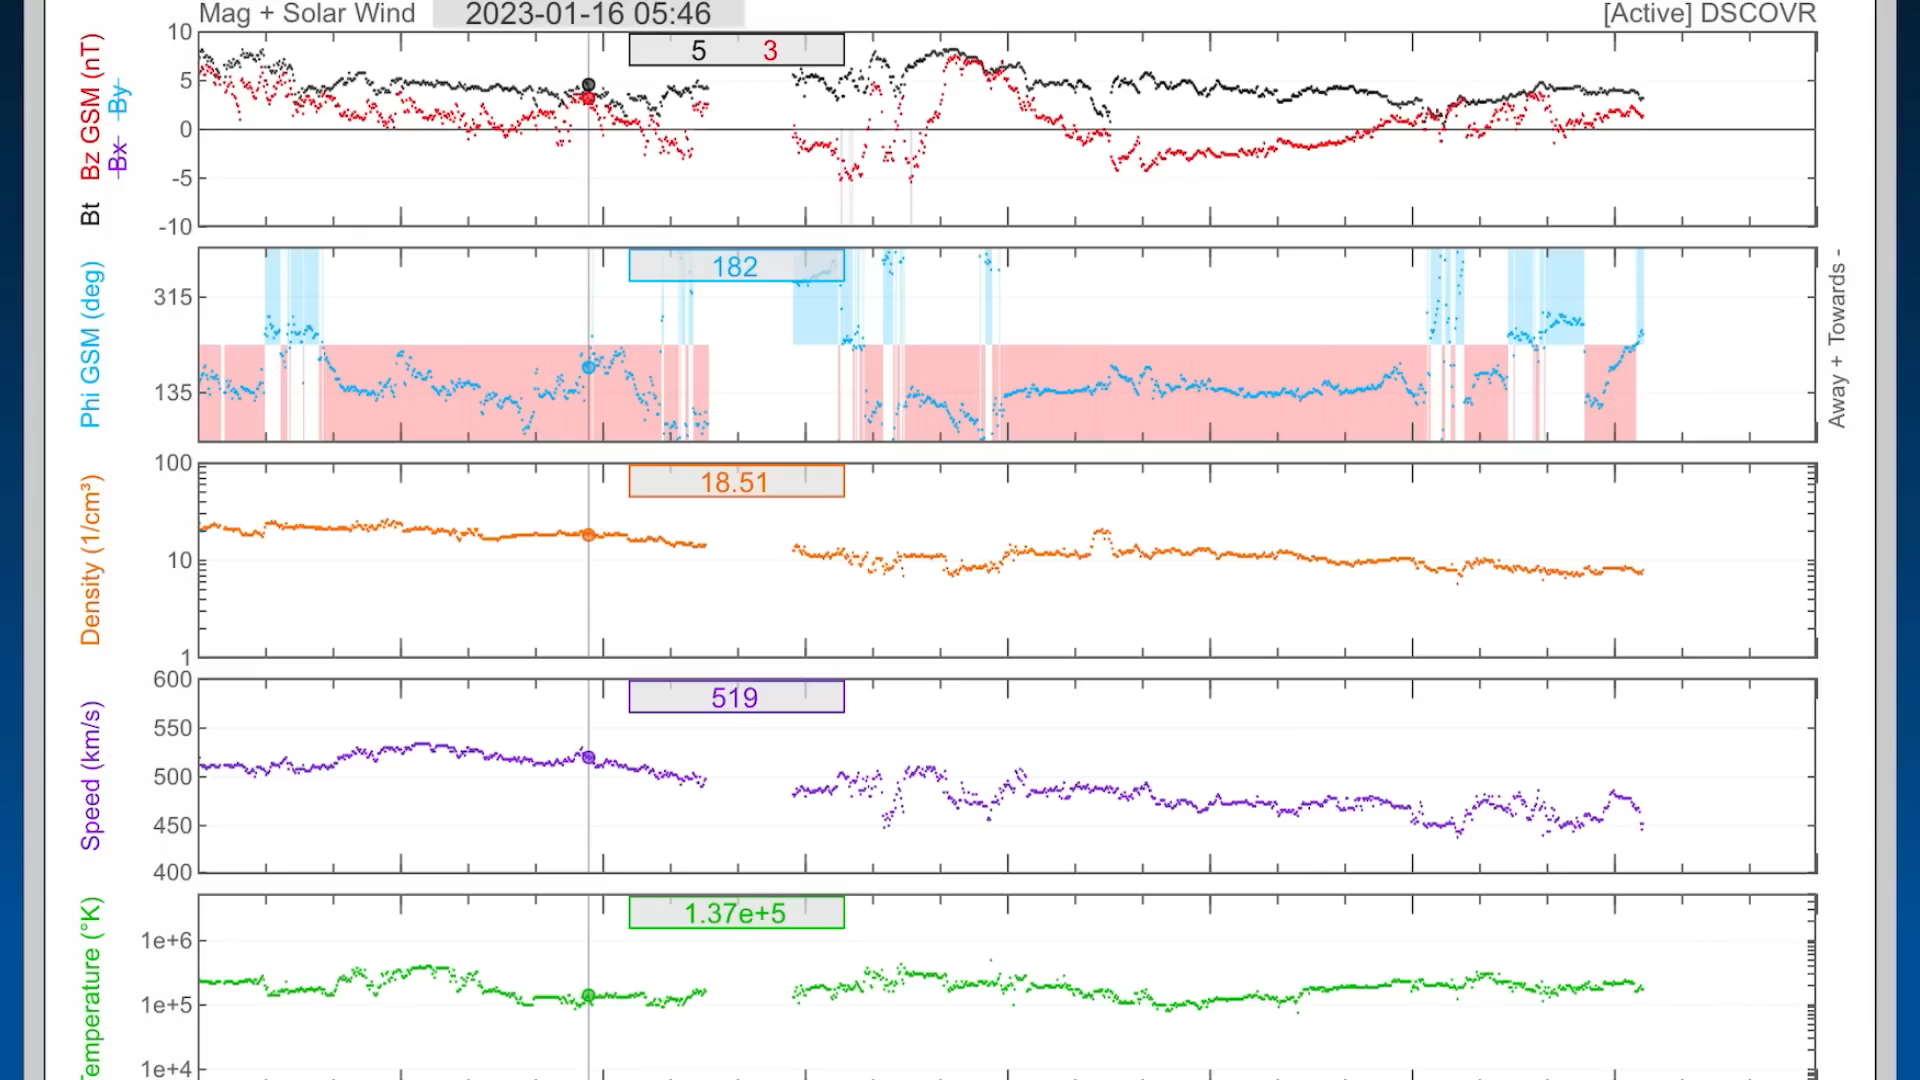 Mag + Solar Wind
2023-01-16 05:46
[Active] DSCOVR
5 3
10
5
0
-5
-10
Bt Bz GSM (nT)
Bx By
182
315
135
Phi GSM (deg)
Away + Towards -
18.51
100
10
1
Density (1/cm³)
519
600
550
500
450
400
Speed (km/s)
1.37e+5
1e+6
1e+5
1e+4
Temperature (°K)